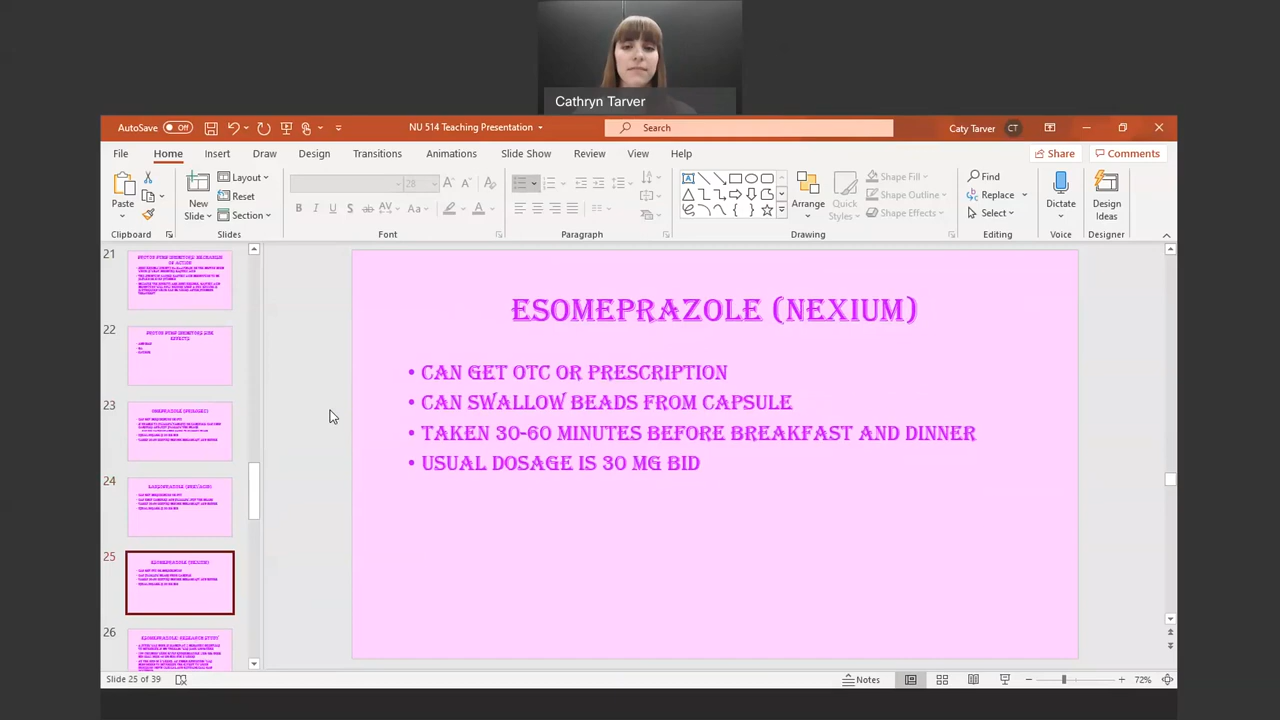 Cathryn Tarver
AutoSave Off NU 514 Teaching Presentation Search Caty Tarver CT
File Home Insert Draw Design Transitions Animations Slide Show Review View Help Share Comments
Paste New Slide Layout Reset Section 28 Arrange Quick Styles Shape Fill Shape Outline Shape Effects Find Replace Select Dictate Design Ideas
Clipboard Slides Font Paragraph Drawing Editing Voice Designer
21
22
23
24
25
26
ESOMEPRAZOLE (NEXIUM)
• CAN GET OTC OR PRESCRIPTION
• CAN SWALLOW BEADS FROM CAPSULE
• TAKEN 30-60 MINUTES BEFORE BREAKFAST AND DINNER
• USUAL DOSAGE IS 30 MG BID
Slide 25 of 39 Notes 72%